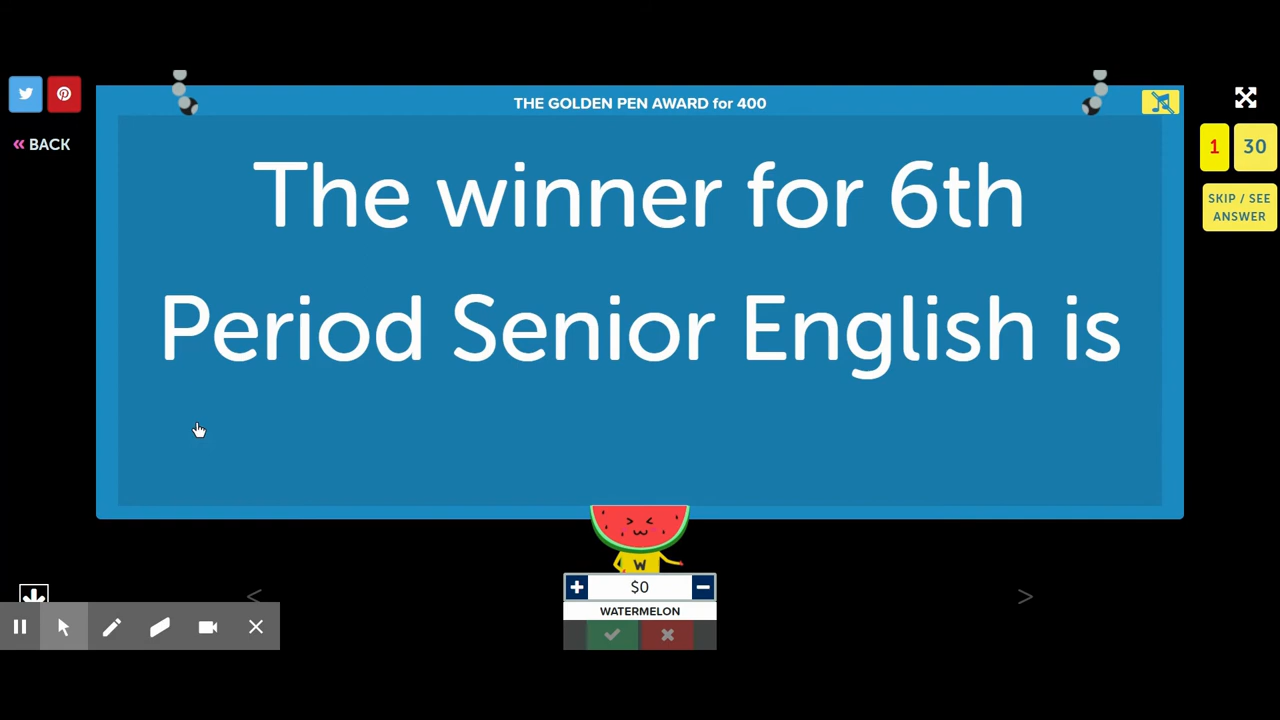 THE GOLDEN PEN AWARD for 400
« BACK
1 30
SKIP / SEE
ANSWER
The winner for 6th
Period Senior English is
W
$0
WATERMELON